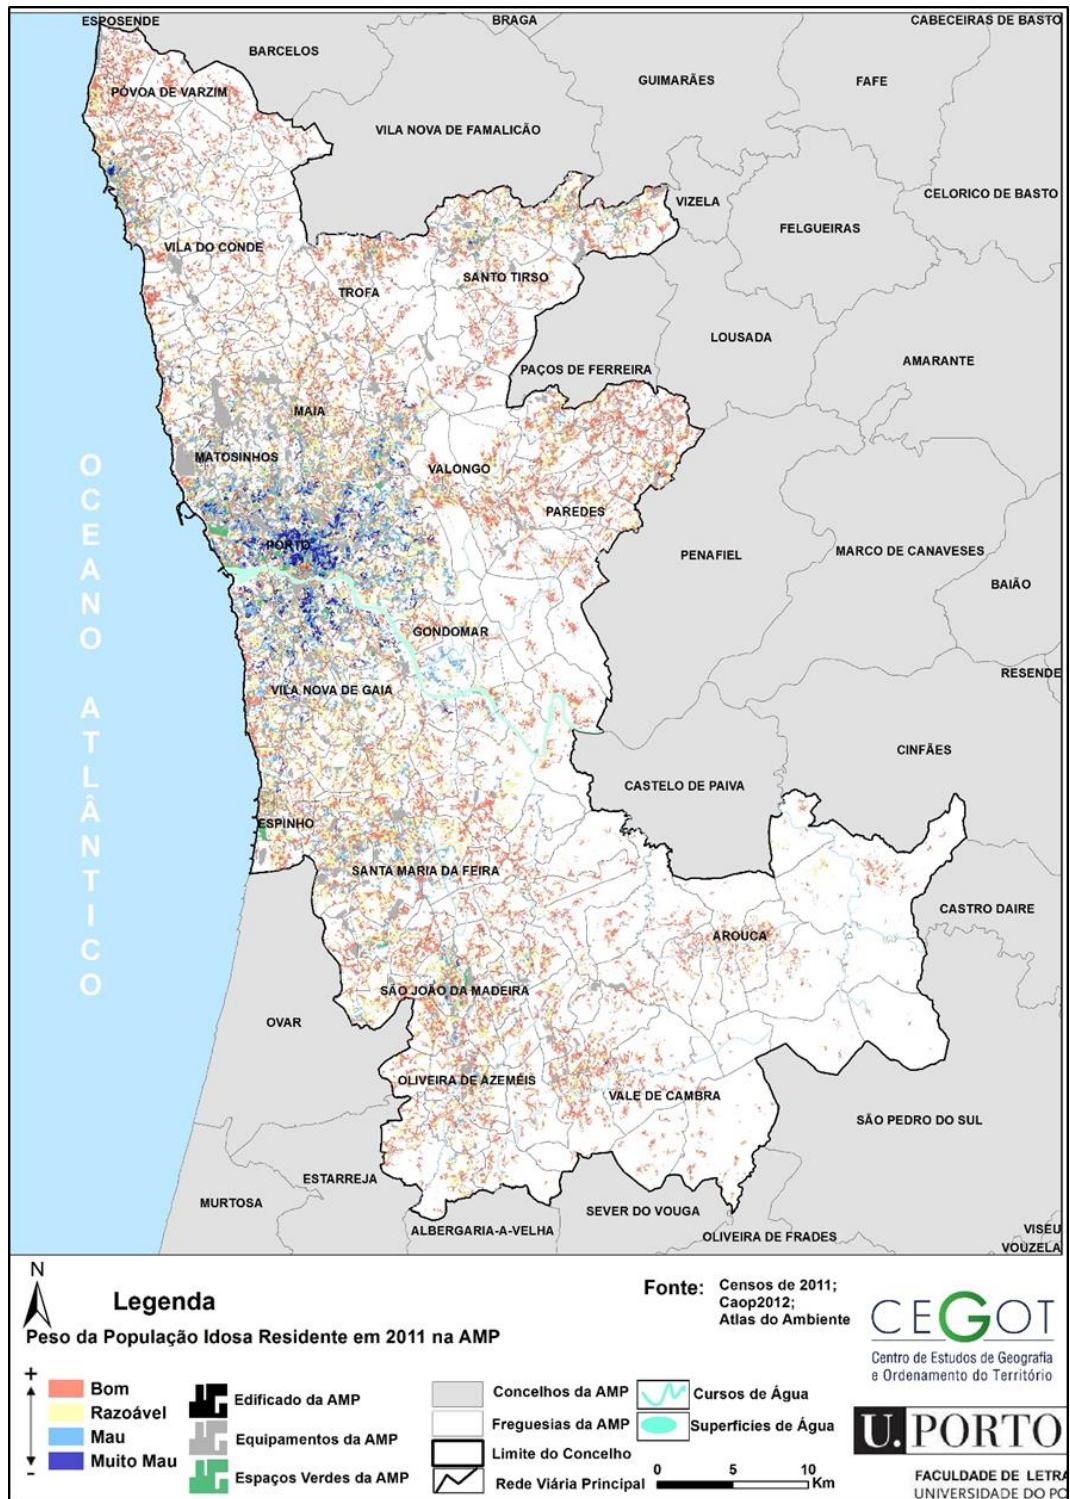 ESPOSENDE
BRAGA
CABECEIRAS DE BASTO
BARCELOS
GUIMARÃES
FAFE
PÓVOA DE VARZIM
VILA NOVA DE FAMALICÃO
VIZELA
CELORICO DE BASTO
FELGUEIRAS
VILA DO CONDE
SANTO TIRSO
TROFA
LOUSADA
AMARANTE
PAÇOS DE FERREIRA
MAIA
MATOSINHOS
VALONGO
PAREDES
PORTO
PENAFIEL
MARCO DE CANAVESES
BAIÃO
GONDOMAR
RESENDE
VILA NOVA DE GAIA
CINFÃES
CASTELO DE PAIVA
ESPINHO
SANTA MARIA DA FEIRA
CASTRO DAIRE
AROUCA
SÃO JOÃO DA MADEIRA
OVAR
OLIVEIRA DE AZEMÉIS
VALE DE CAMBRA
SÃO PEDRO DO SUL
ESTARREJA
MURTOSA
SEVER DO VOUGA
ALBERGARIA-A-VELHA
OLIVEIRA DE FRADES
VISEU
VOUZELA
OCEANO ATLÂNTICO
N
Legenda
Peso da População Idosa Residente em 2011 na AMP
+
-
Bom
Razoável
Mau
Muito Mau
Edificado da AMP
Equipamentos da AMP
Espaços Verdes da AMP
Concelhos da AMP
Freguesias da AMP
Limite do Concelho
Rede Viária Principal
Cursos de Água
Superfícies de Água
0 5 10
Km
Fonte: Censos de 2011;
Caop2012;
Atlas do Ambiente
CEGOT
Centro de Estudos de Geografia
e Ordenamento do Território
U. PORTO
FACULDADE DE LETRA
UNIVERSIDADE DO PO